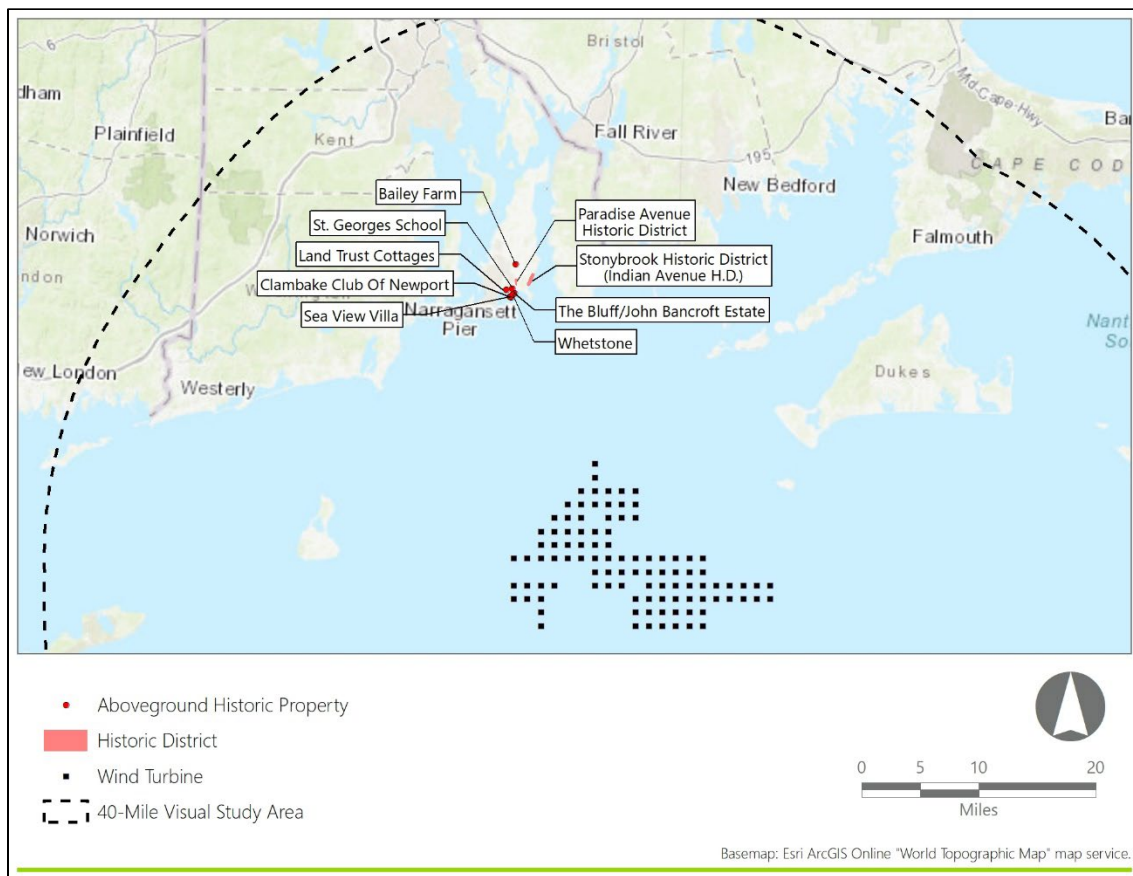 6
Bristol
Md-Cape-Hwy
dham
Plainfield
Kent
Fall River
195
CAPE COD
Bailey Farm
New Bedford
St. Georges School
Paradise Avenue
Historic District
Norwich
Falmouth
Land Trust Cottages
Stonybrook Historic District
(Indian Avenue H.D.)
Clambake Club Of Newport
Sea View Villa
Narragansett
Pier
The Bluff/John Bancroft Estate
Whetstone
Nant
So
ew London
Westerly
Dukes
Aboveground Historic Property
Historic District
Wind Turbine
40-Mile Visual Study Area
0 5 10 20
Miles
Basemap: Esri ArcGIS Online "World Topographic Map" map service.